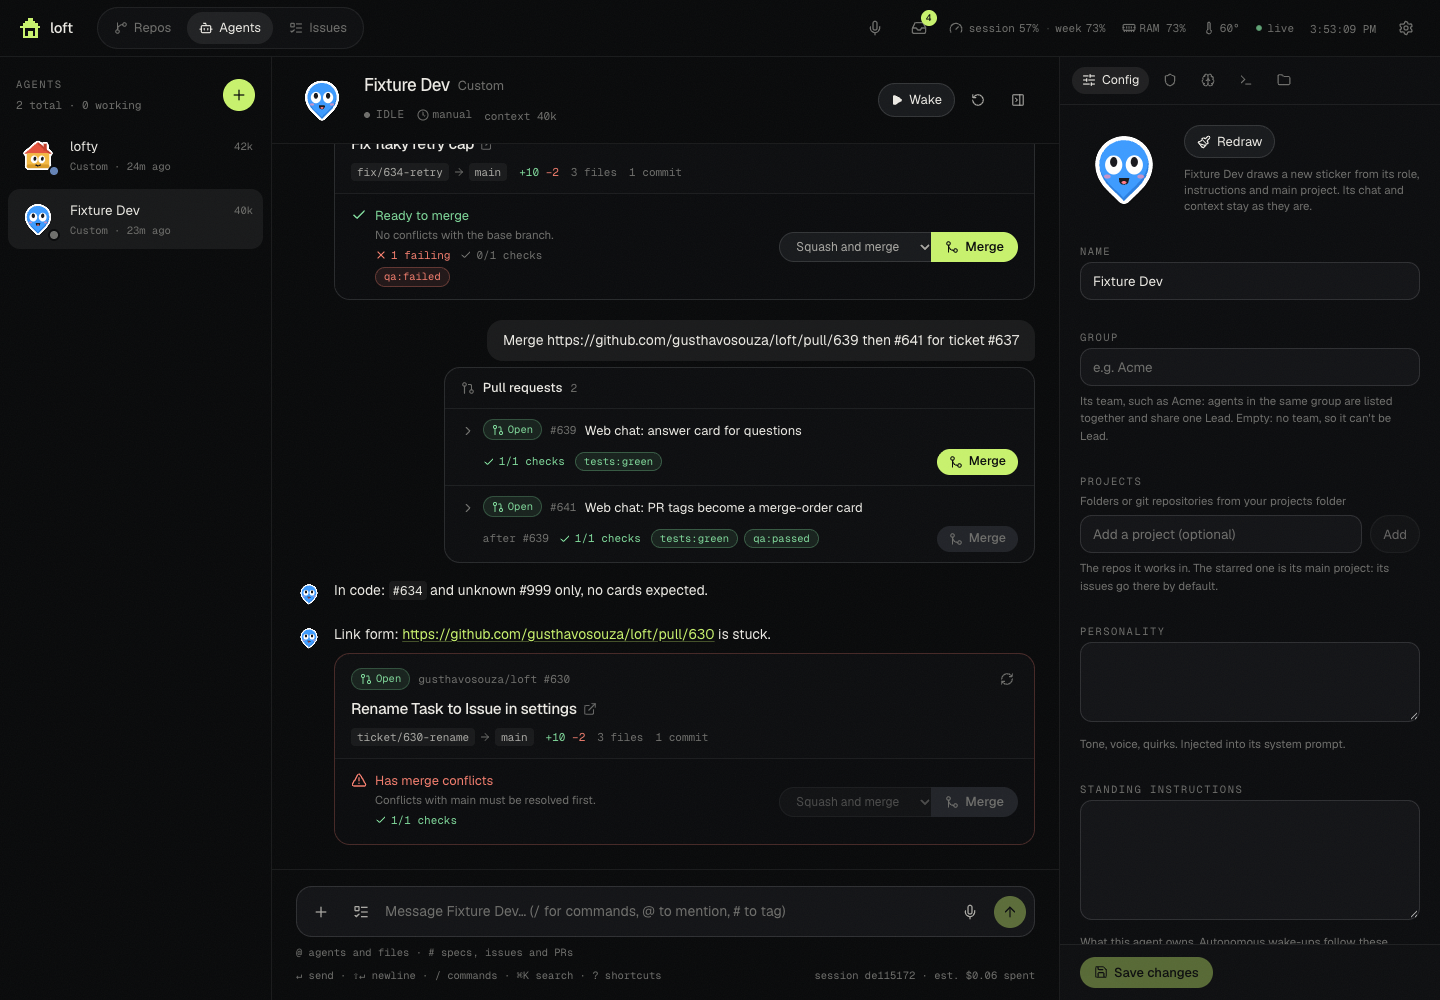 loft
Repos
Agents
Issues
4
session 57% · week 73%
RAM 73%
60°
live
3:53:09 PM
AGENTS
2 total · 0 working
lofty
42k
Custom · 24m ago
Fixture Dev
40k
Custom · 23m ago
Fixture Dev Custom
IDLE
manual
context 40k
Wake
Fix flaky retry cap
fix/634-retry → main +10 −2 3 files 1 commit
Ready to merge
No conflicts with the base branch.
1 failing 0/1 checks
qa:failed
Squash and merge
Merge
Merge https://github.com/gusthavosouza/loft/pull/639 then #641 for ticket #637
Pull requests 2
Open #639 Web chat: answer card for questions
1/1 checks tests:green
Merge
Open #641 Web chat: PR tags become a merge-order card
after #639 1/1 checks tests:green qa:passed
Merge
In code: #634 and unknown #999 only, no cards expected.
Link form: https://github.com/gusthavosouza/loft/pull/630 is stuck.
Open gusthavosouza/loft #630
Rename Task to Issue in settings
ticket/630-rename → main +10 −2 3 files 1 commit
Has merge conflicts
Conflicts with main must be resolved first.
1/1 checks
Squash and merge
Merge
Message Fixture Dev... (/ for commands, @ to mention, # to tag)
@ agents and files · # specs, issues and PRs
↵ send · ⇧↵ newline · / commands · ⌘K search · ? shortcuts
session de115172 · est. $0.06 spent
Config
Redraw
Fixture Dev draws a new sticker from its role,
instructions and main project. Its chat and
context stay as they are.
NAME
Fixture Dev
GROUP
e.g. Acme
Its team, such as Acme: agents in the same group are listed
together and share one Lead. Empty: no team, so it can't be
Lead.
PROJECTS
Folders or git repositories from your projects folder
Add a project (optional)
Add
The repos it works in. The starred one is its main project: its
issues go there by default.
PERSONALITY
Tone, voice, quirks. Injected into its system prompt.
STANDING INSTRUCTIONS
What this agent owns. Autonomous wake-ups follow these
Save changes